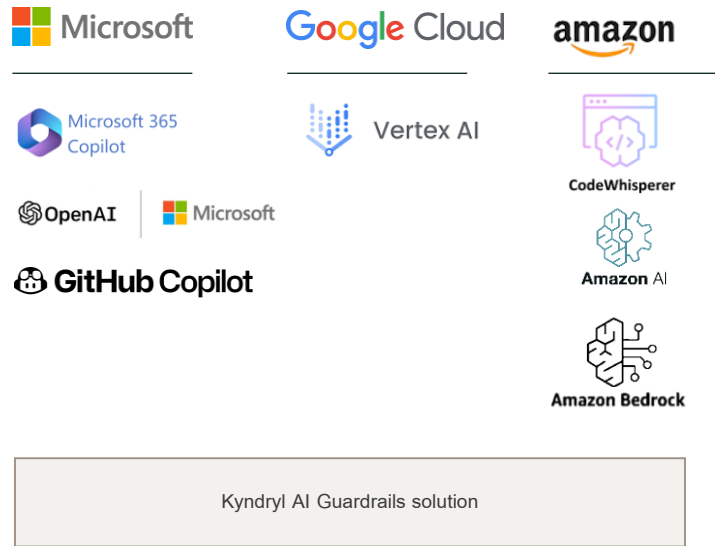 Microsoft
Google Cloud
amazon
Microsoft 365
Copilot
OpenAI
Microsoft
GitHub Copilot
Vertex AI
CodeWhisperer
Amazon AI
Amazon Bedrock
Kyndryl AI Guardrails solution